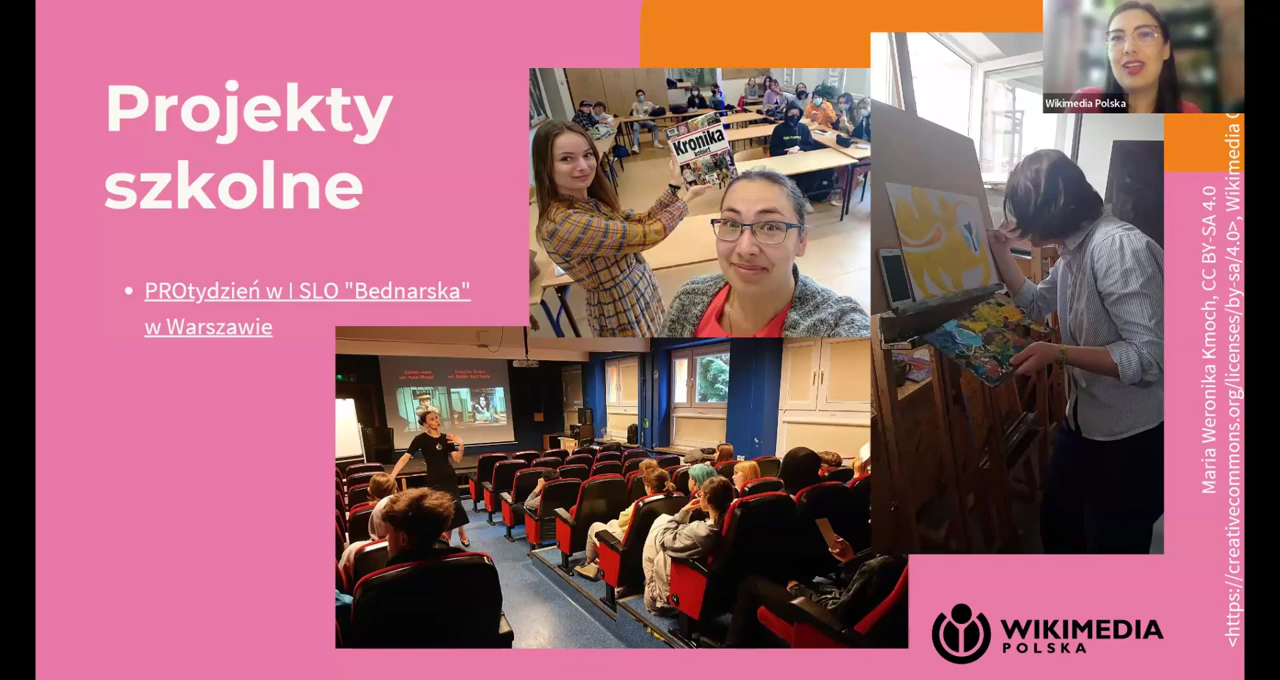 Projekty
szkolne
PROtydzień w I SLO "Bednarska"
w Warszawie
Kronika
kobiet
Wikimedia Polska
Maria Weronika Kmoch, CC BY-SA 4.0
<https://creativecommons.org/licenses/by-sa/4.0>, Wikimedia
WIKIMEDIA
POLSKA